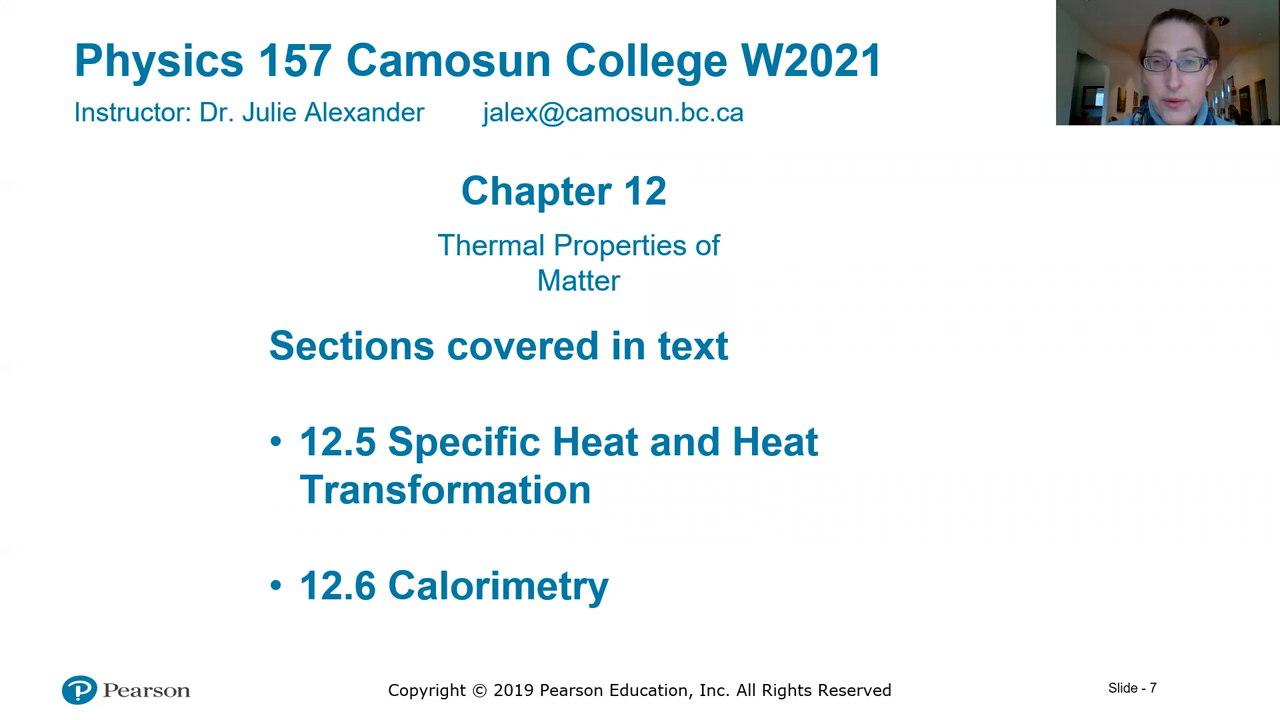 Physics 157 Camosun College W2021
Instructor: Dr. Julie Alexander jalex@camosun.bc.ca
Chapter 12
Thermal Properties of
Matter
Sections covered in text
• 12.5 Specific Heat and Heat
Transformation
• 12.6 Calorimetry
Pearson
Copyright © 2019 Pearson Education, Inc. All Rights Reserved
Slide - 7